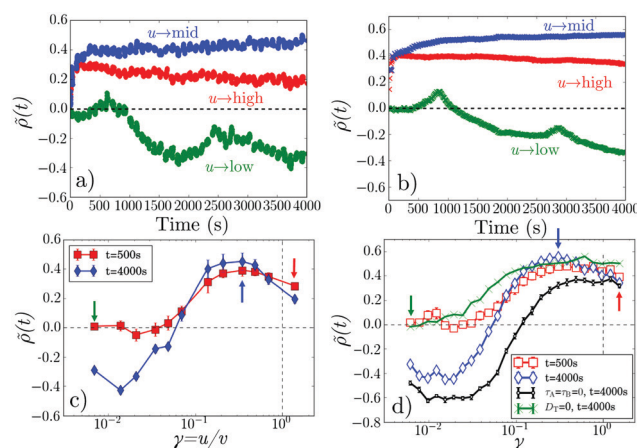 0.6
0.4
0.2
0.0
-0.2
-0.4
-0.6
ρ̃(t)
u→mid
u→high
u→low
a)
0 500 1000 1500 2000 2500 3000 3500 4000
Time (s)
0.6
0.4
0.2
0.0
-0.2
-0.4
-0.6
ρ̃(t)
u→mid
u→high
u→low
b)
0 500 1000 1500 2000 2500 3000 3500 4000
Time (s)
0.6
0.4
0.2
0.0
-0.2
-0.4
-0.6
ρ̃(t)
t=500s
t=4000s
c)
10⁻² 10⁻¹ 10⁰
γ=u/v
0.6
0.4
0.2
0.0
-0.2
-0.4
-0.6
-0.8
ρ̃(t)
d)
t=500s
t=4000s
τA=τB=0, t=4000s
DT=0, t=4000s
10⁻² 10⁻¹ 10⁰
γ